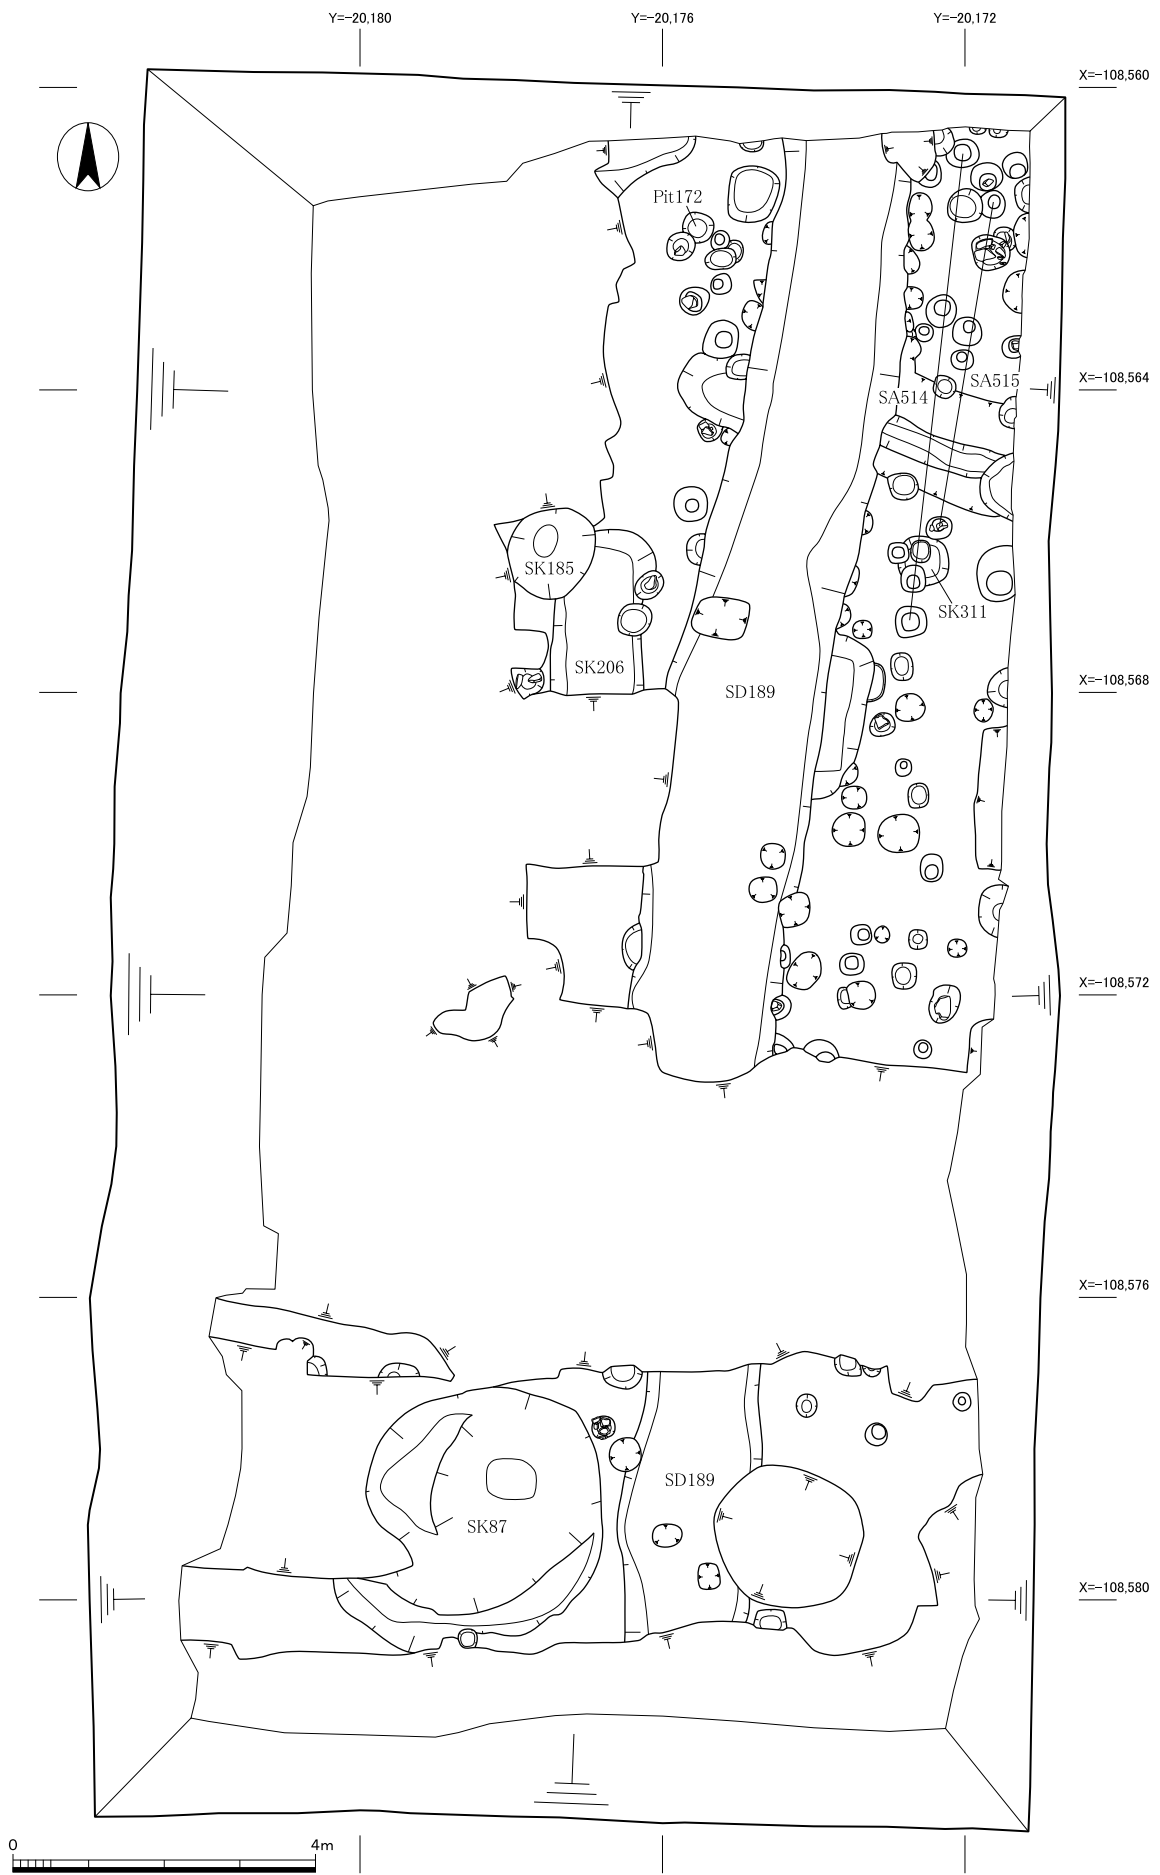 Y=-20,180
Y=-20,176
Y=-20,172
X=-108,560
Pit172
X=-108,564
SA515
SA514
SK185
SK311
SK206
SD189
X=-108,568
X=-108,572
X=-108,576
SD189
SK87
X=-108,580
0 4m